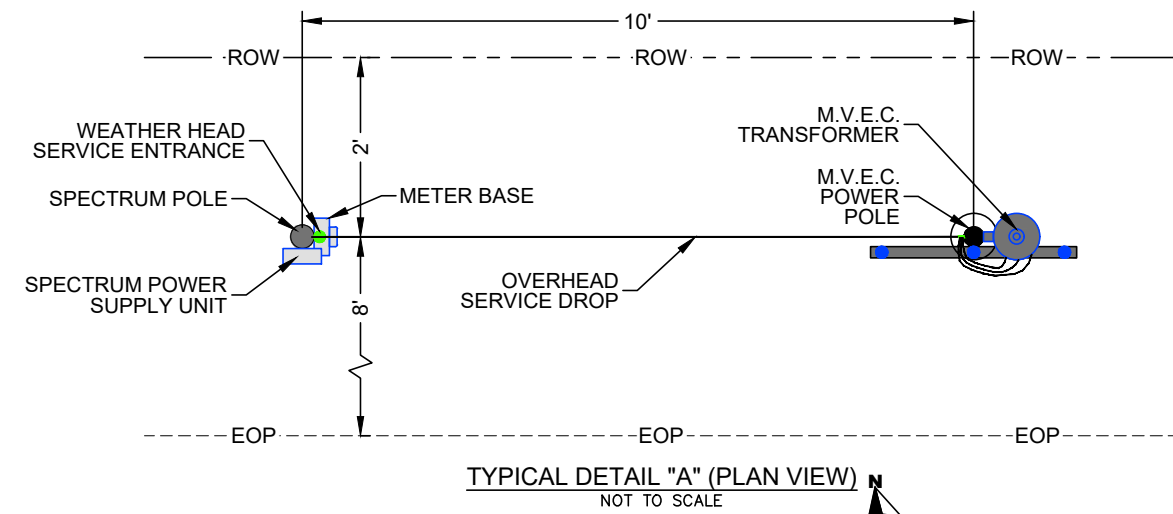 10'
ROW
ROW
ROW
WEATHER HEAD
SERVICE ENTRANCE
2'
M.V.E.C.
TRANSFORMER
SPECTRUM POLE
METER BASE
M.V.E.C.
POWER
POLE
SPECTRUM POWER
SUPPLY UNIT
8'
OVERHEAD
SERVICE DROP
EOP
EOP
EOP
TYPICAL DETAIL "A" (PLAN VIEW)
NOT TO SCALE
N